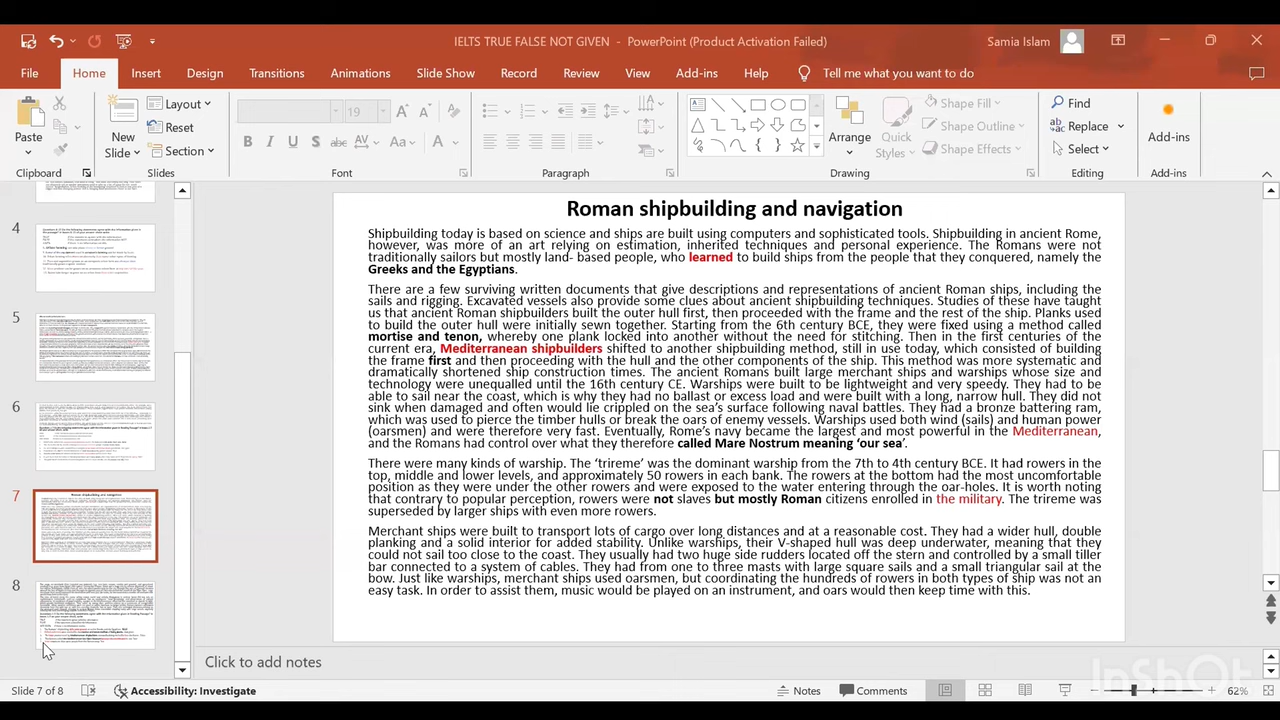 IELTS TRUE FALSE NOT GIVEN - PowerPoint (Product Activation Failed)
Samia Islam
File Home Insert Design Transitions Animations Slide Show Record Review View Add-ins Help Tell me what you want to do
Paste
Clipboard
New Slide
Layout
Reset
Section
Slides
19
B I U S abc AV Aa A
Font
Paragraph
Arrange
Quick Styles
Shape Fill
Shape Outline
Shape Effects
Drawing
Find
Replace
Select
Editing
Add-ins
Add-ins
4
5
6
7
8
Roman shipbuilding and navigation
Shipbuilding today is based on science and ships are built using computers and sophisticated tools. Shipbuilding in ancient Rome,
however, was more of an art relying on estimation, inherited techniques and personal experience. The Romans were not
traditionally sailors but mostly land- based people, who learned to build ships from the people that they conquered, namely the
Greeks and the Egyptians.
There are a few surviving written documents that give descriptions and representations of ancient Roman ships, including the
sails and rigging. Excavated vessels also provide some clues about ancient shipbuilding techniques. Studies of these have taught
us that ancient Roman shipbuilders built the outer hull first, then proceeded with the frame and the rest of the ship. Planks used
to build the outer hull were initially sewn together. Starting from the 6th century BCE, they were fixed using a method called
mortise and tenon, whereby one plank locked into another without the need for stitching. Then in the first centuries of the
current era, Mediterranean shipbuilders shifted to another shipbuilding method, still in use today, which consisted of building
the frame first and then proceeding with the hull and the other components of the ship. This method was more systematic and
dramatically shortened ship construction times. The ancient Romans built large merchant ships and warships whose size and
technology were unequalled until the 16th century CE. Warships were built to be lightweight and very speedy. They had to be
able to sail near the coast, which is why they had no ballast or excess load and were built with a long, narrow hull. They did not
sink when damaged and often would lie crippled on the sea's surface following naval battles. They had a bronze battering ram,
which was used to pierce the timber hulls or break the oars of enemy vessels. Warships used both wind (sails) and human power
(oarsmen) and were therefore very fast. Eventually, Rome's navy became the largest and most powerful in the Mediterranean,
and the Romans had control over what they therefore called Mare Nostrum meaning 'our sea'.
There were many kinds of warship. The 'trireme' was the dominant warship from the 7th to 4th century BCE. It had rowers in the
top, middle and lower levels, and approximately 50 rowers in each bank. The rowers at the bottom had the most uncomfortable
position as they were under the other rowers and were exposed to the water entering through the oar-holes. It is worth noting
that contrary to popular perception, rowers were not slaves but mostly Roman citizens enrolled in the military. The trireme was
superseded by larger ships with even more rowers.
Merchant ships were built to transport lots of cargo over long distances and at a reasonable cost. They had a wider hull, double
planking and a solid interior for added stability. Unlike warships, their V-shaped hull was deep underwater, meaning that they
could not sail too close to the coast. They usually had two huge side rudders located off the stern and controlled by a small tiller
bar connected to a system of cables. They had from one to three masts with large square sails and a small triangular sail at the
bow. Just like warships, merchant ships used oarsmen, but coordinating the hundreds of rowers in both types of ship was not an
easy task. In order to assist them, music would be played on an instrument, and oars would then keep time with this.
Click to add notes
Slide 7 of 8
Accessibility: Investigate
Notes
Comments
62%
InShOt